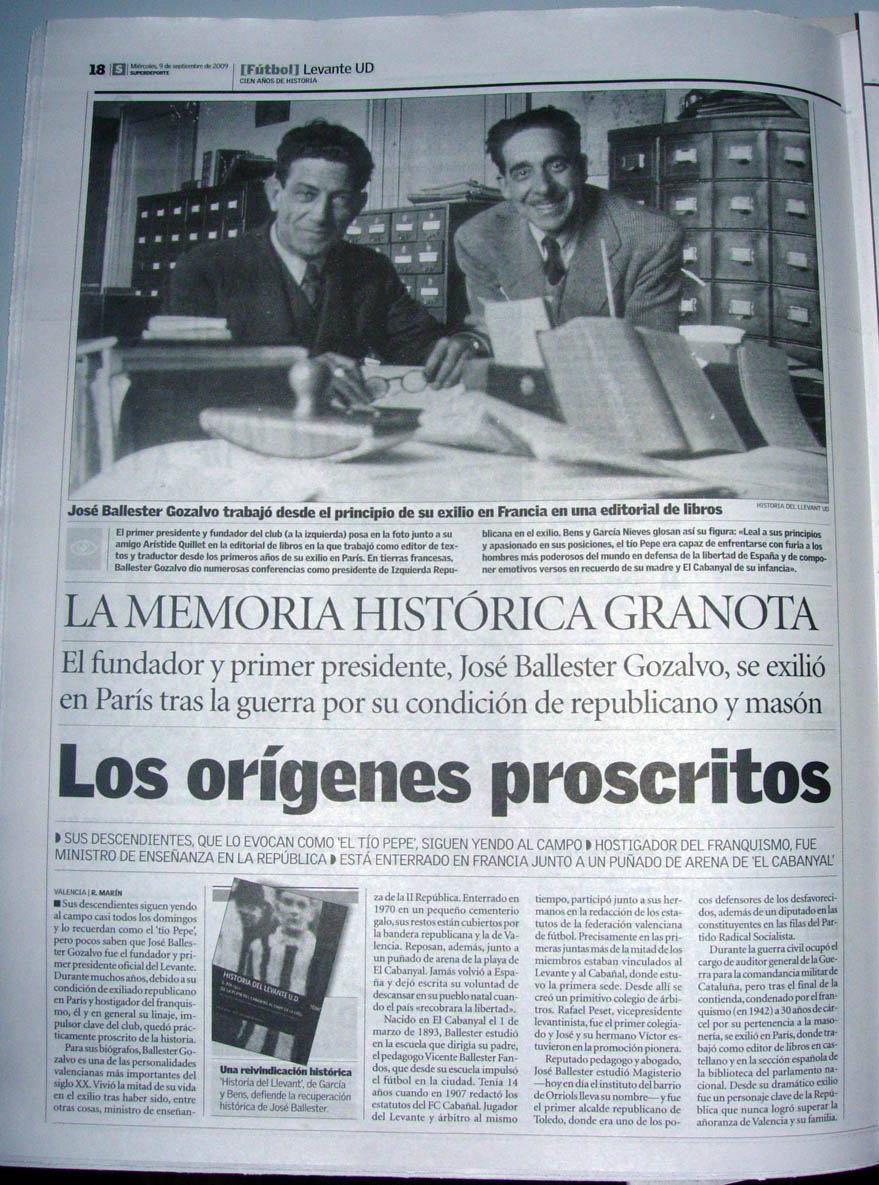 18 S Miércoles, 9 de septiembre de 2009
SUPERDEPORTE
[Fútbol] Levante UD
CIEN AÑOS DE HISTORIA
José Ballester Gozalvo trabajó desde el principio de su exilio en Francia en una editorial de libros
HISTORIA DEL LLEVANT UD
El primer presidente y fundador del club (a la izquierda) posa en la foto junto a su
amigo Arístide Quillet en la editorial de libros en la que trabajó como editor de tex-
tos y traductor desde los primeros años de su exilio en París. En tierras francesas,
Ballester Gozalvo dio numerosas conferencias como presidente de Izquierda Repu-
blicana en el exilio. Bens y García Nieves glosan así su figura: «Leal a sus principios
y apasionado en sus posiciones, el tío Pepe era capaz de enfrentarse con furia a los
hombres más poderosos del mundo en defensa de la libertad de España y de compo-
ner emotivos versos en recuerdo de su madre y El Cabanyal de su infancia».
LA MEMORIA HISTÓRICA GRANOTA
El fundador y primer presidente, José Ballester Gozalvo, se exilió
en París tras la guerra por su condición de republicano y masón
Los orígenes proscritos
SUS DESCENDIENTES, QUE LO EVOCAN COMO 'EL TÍO PEPE', SIGUEN YENDO AL CAMPO HOSTIGADOR DEL FRANQUISMO, FUE
MINISTRO DE ENSEÑANZA EN LA REPÚBLICA ESTÁ ENTERRADO EN FRANCIA JUNTO A UN PUÑADO DE ARENA DE 'EL CABANYAL'
VALENCIA | R. MARÍN
Sus descendientes siguen yendo
al campo casi todos los domingos
y lo recuerdan como el 'tío Pepe',
pero pocos saben que José Balles-
ter Gozalvo fue el fundador y pri-
mer presidente oficial del Levante.
Durante muchos años, debido a su
condición de exiliado republicano
en París y hostigador del franquis-
mo, él y en general su linaje, im-
pulsor clave del club, quedó prác-
ticamente proscrito de la historia.
Para sus biógrafos, Ballester Go-
zalvo es una de las personalidades
valencianas más importantes del
siglo XX. Vivió la mitad de su vida
en el exilio tras haber sido, entre
otras cosas, ministro de enseñan-
HISTORIA DEL LLEVANT U.D.
Una reivindicación histórica
'Historia del Llevant', de García
y Bens, defiende la recuperación
histórica de José Ballester.
za de la II República. Enterrado en
1970 en un pequeño cementerio
galo, sus restos están cubiertos por
la bandera republicana y la de Va-
lencia. Reposan, además, junto a
un puñado de arena de la playa de
El Cabanyal. Jamás volvió a Espa-
ña y dejó escrita su voluntad de
descansar en su pueblo natal cuan-
do el país «recobrara la libertad».
Nacido en El Cabanyal el 1 de
marzo de 1893, Ballester estudió
en la escuela que dirigía su padre,
el pedagogo Vicente Ballester Fan-
dos, que desde su escuela impulsó
el fútbol en la ciudad. Tenía 14
años cuando en 1907 redactó los
estatutos del FC Cabañal. Jugador
del Levante y árbitro al mismo
tiempo, participó junto a sus her-
manos en la redacción de los esta-
tutos de la federación valenciana
de fútbol. Precisamente en las pri-
meras juntas más de la mitad de los
miembros estaban vinculados al
Levante y al Cabañal, donde estu-
vo la primera sede. Desde allí se
creó un primitivo colegio de árbi-
tros. Rafael Peset, vicepresidente
levantinista, fue el primer colegia-
do y José y su hermano Víctor es-
tuvieron en la promoción pionera.
Reputado pedagogo y abogado,
José Ballester estudió Magisterio
—hoy en día el instituto del barrio
de Orriols lleva su nombre— y fue
el primer alcalde republicano de
Toledo, donde era uno de los po-
cos defensores de los desfavoreci-
dos, además de un diputado en las
constituyentes en las filas del Par-
tido Radical Socialista.
Durante la guerra civil ocupó el
cargo de auditor general de la Gue-
rra para la comandancia militar de
Cataluña, pero tras el final de la
contienda, condenado por el fran-
quismo (en 1942) a 30 años de cár-
cel por su pertenencia a la maso-
nería, se exilió en París, donde tra-
bajó como editor de libros en cas-
tellano y en la sección española de
la biblioteca del parlamento na-
cional. Desde su dramático exilio
fue un personaje clave de la Repú-
blica que nunca logró superar la
añoranza de Valencia y su familia.